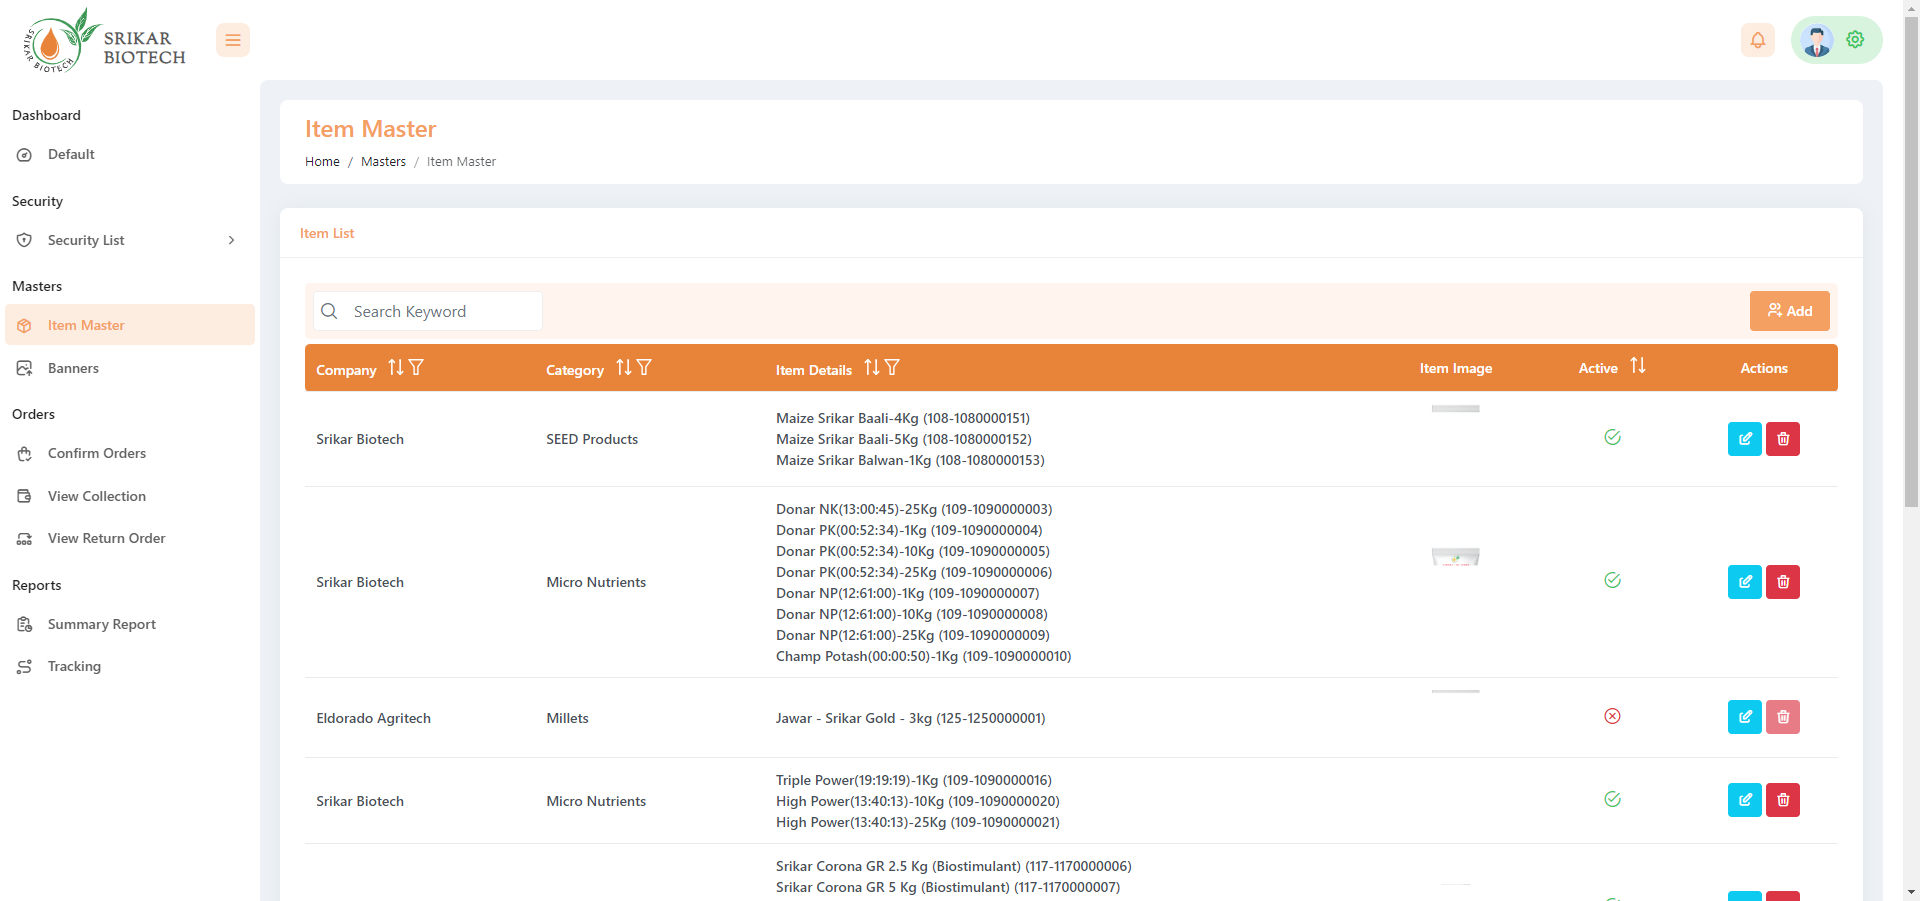 SRIKAR BIOTECH
SRIKAR
BIOTECH
Dashboard
Default
Security
Security List
Masters
Item Master
Banners
Orders
Confirm Orders
View Collection
View Return Order
Reports
Summary Report
Tracking
Item Master
Home / Masters / Item Master
Item List
Search Keyword
Add
Company Category Item Details Item Image Active Actions
Maize Srikar Baali-4Kg (108-1080000151)
Srikar Biotech SEED Products Maize Srikar Baali-5Kg (108-1080000152)
Maize Srikar Balwan-1Kg (108-1080000153)
Donar NK(13:00:45)-25Kg (109-1090000003)
Donar PK(00:52:34)-1Kg (109-1090000004)
Donar PK(00:52:34)-10Kg (109-1090000005)
Donar PK(00:52:34)-25Kg (109-1090000006)
Srikar Biotech Micro Nutrients
Donar NP(12:61:00)-1Kg (109-1090000007)
Donar NP(12:61:00)-10Kg (109-1090000008)
Donar NP(12:61:00)-25Kg (109-1090000009)
Champ Potash(00:00:50)-1Kg (109-1090000010)
Eldorado Agritech Millets Jawar - Srikar Gold - 3kg (125-1250000001)
Triple Power(19:19:19)-1Kg (109-1090000016)
Srikar Biotech Micro Nutrients High Power(13:40:13)-10Kg (109-1090000020)
High Power(13:40:13)-25Kg (109-1090000021)
Srikar Corona GR 2.5 Kg (Biostimulant) (117-1170000006)
Srikar Corona GR 5 Kg (Biostimulant) (117-1170000007)